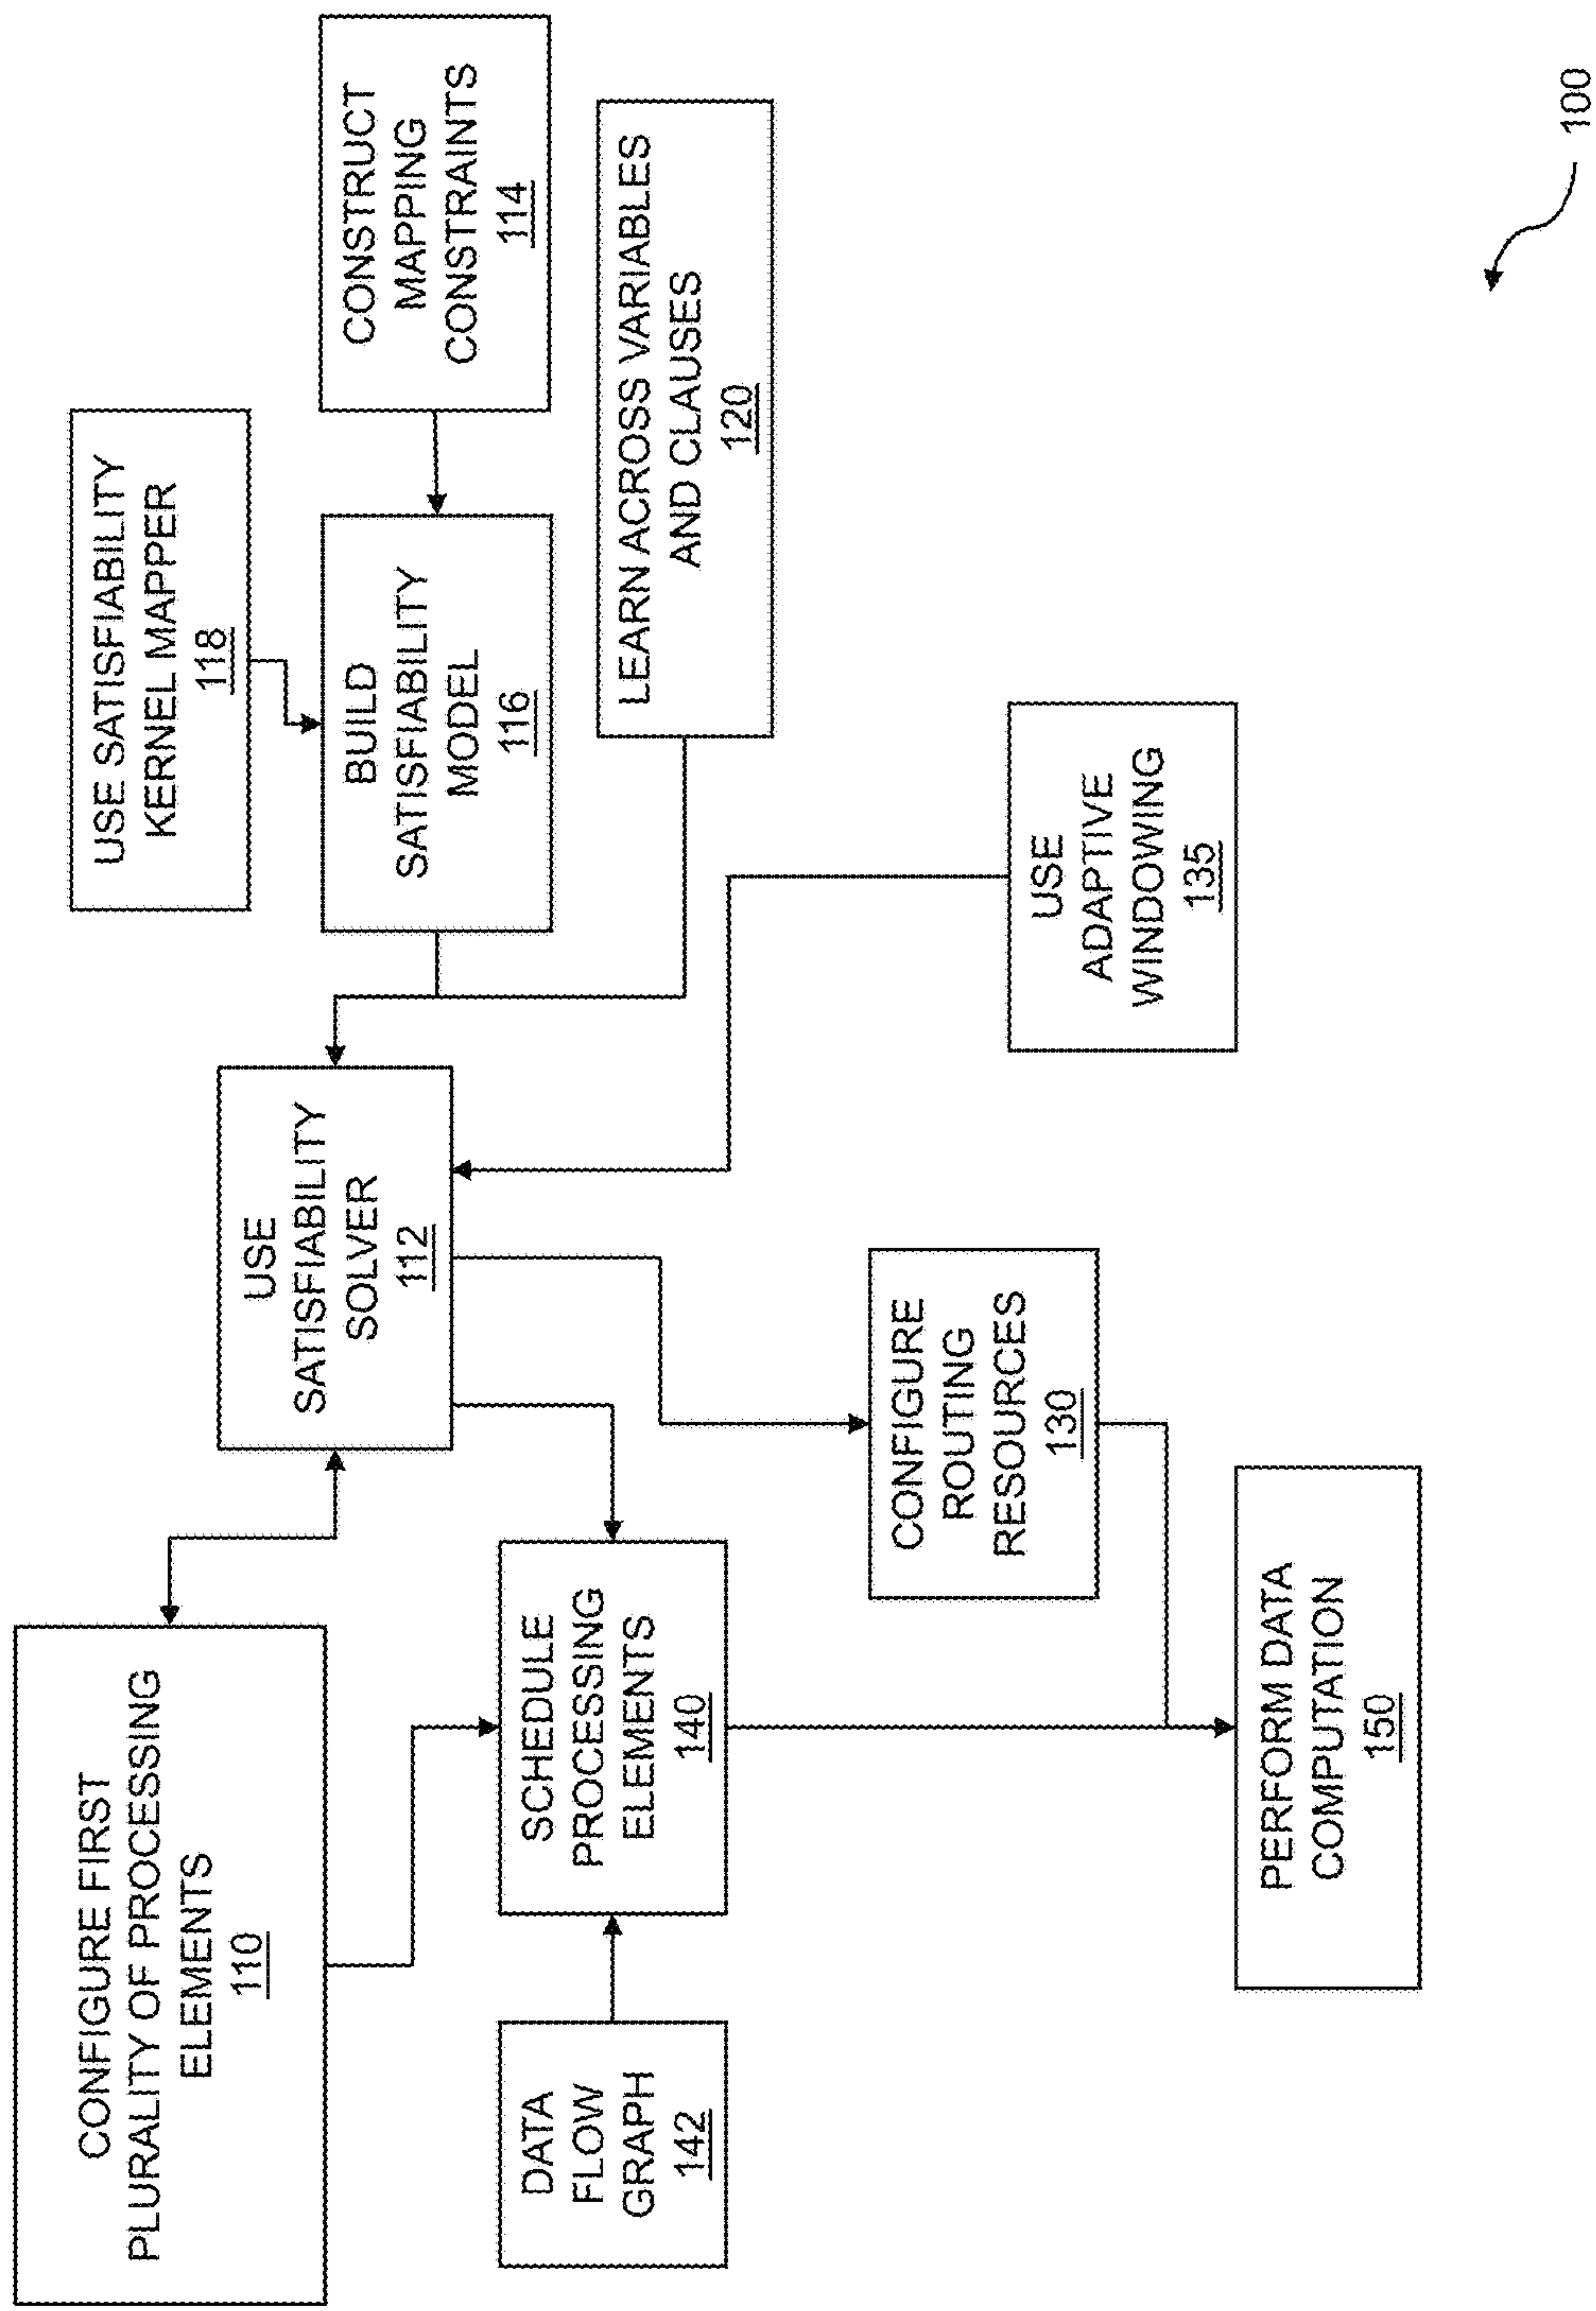 CONFIGURE FIRST
PLURALITY OF PROCESSING
ELEMENTS
110
USE
SATISFIABILITY
SOLVER
112
USE SATISFIABILITY
KERNEL MAPPER
118
BUILD
SATISFIABILITY
MODEL
116
CONSTRUCT
MAPPING
CONSTRAINTS
114
LEARN ACROSS VARIABLES
AND CLAUSES
120
DATA
FLOW
GRAPH
142
SCHEDULE
PROCESSING
ELEMENTS
140
CONFIGURE
ROUTING
RESOURCES
130
USE
ADAPTIVE
WINDOWING
135
PERFORM DATA
COMPUTATION
150
100